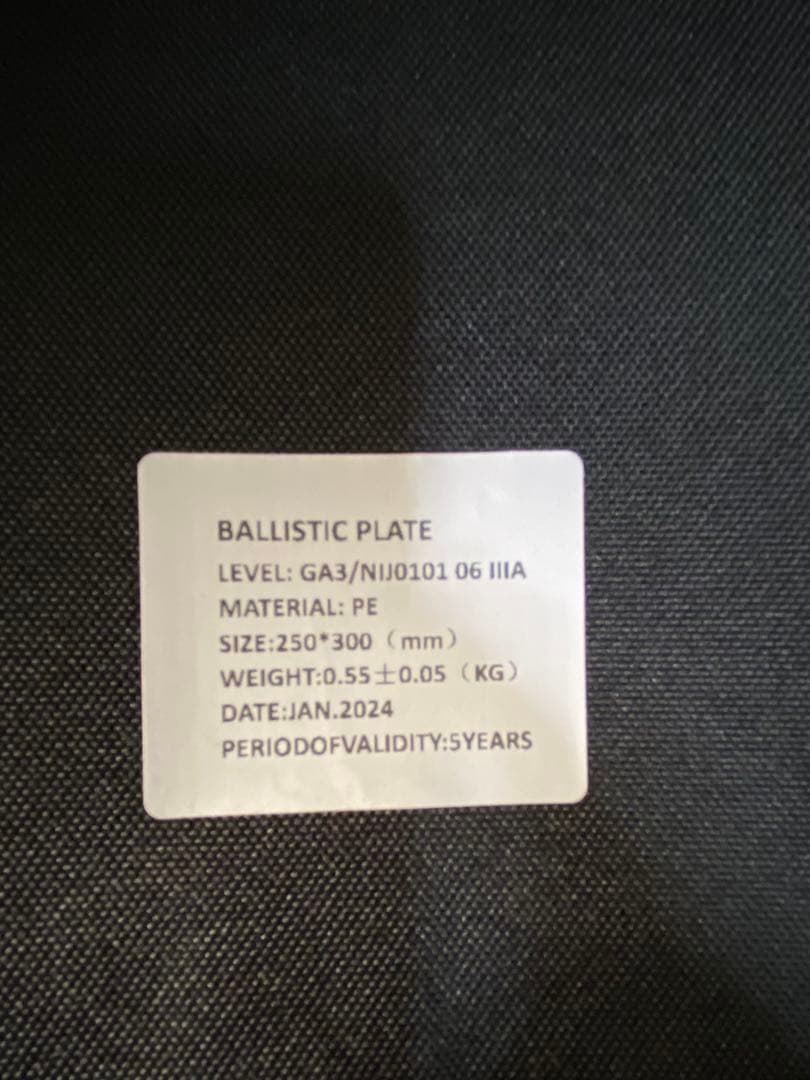 BALLISTIC PLATE
LEVEL: GA3/NIJ0101 06 IIIA
MATERIAL: PE
SIZE:250*300（mm）
WEIGHT:0.55±0.05（KG）
DATE:JAN.2024
PERIODOFVALIDITY:5YEARS